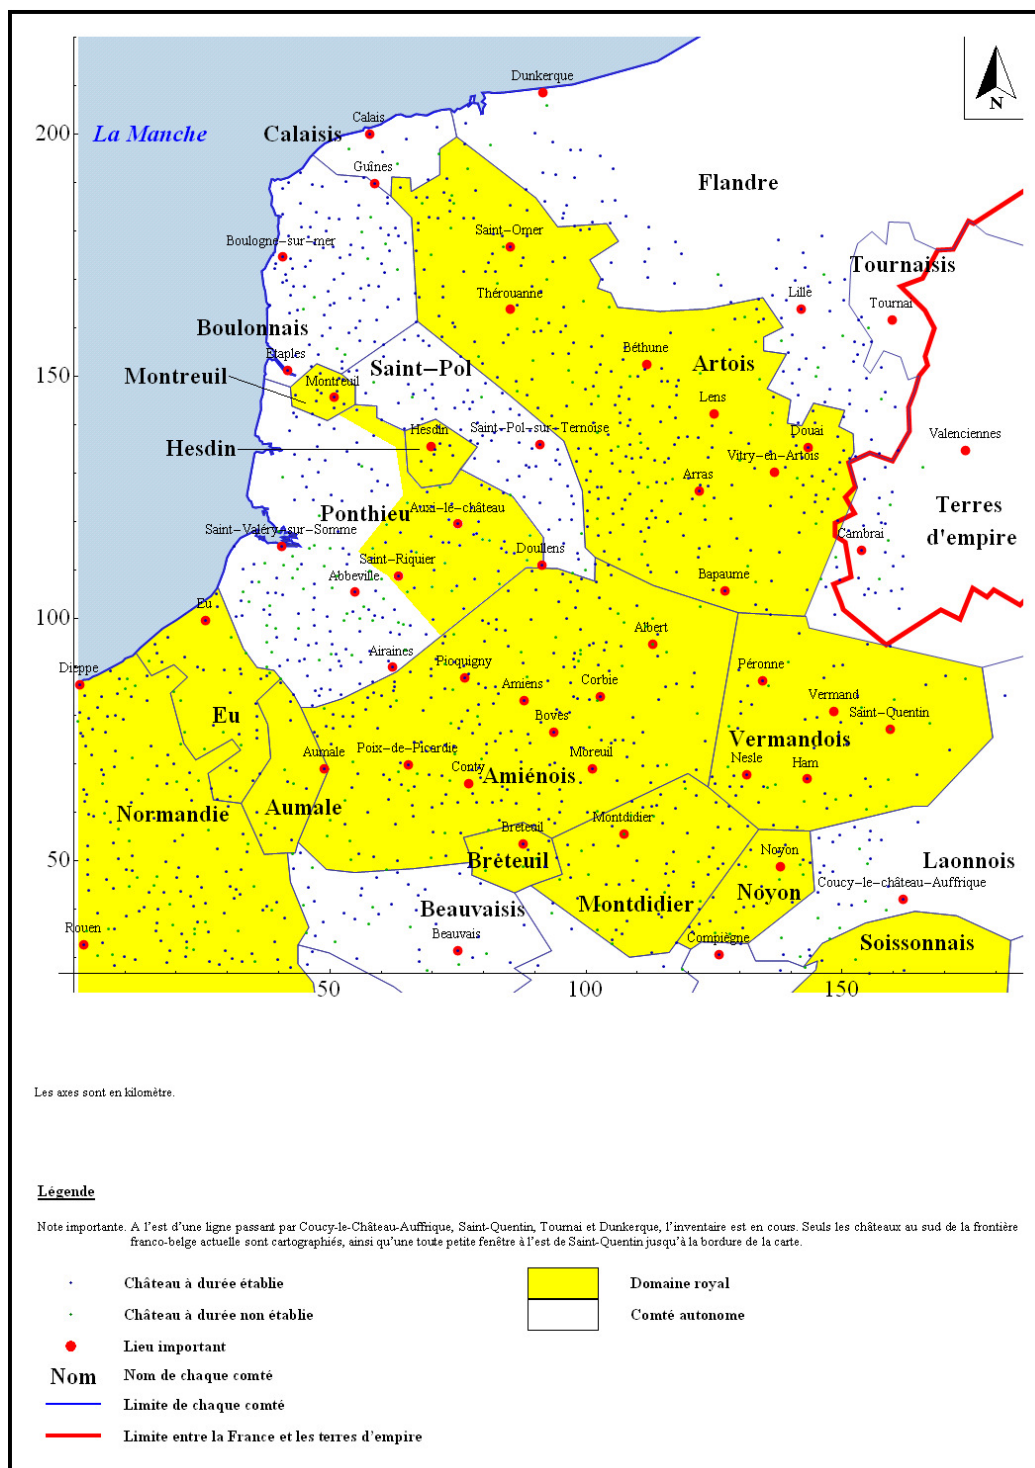 Dunkerque
N
200
La Manche
Calaisis
Calais
Guînes
Flandre
Saint-Omer
Boulogne-sur-mer
Tournaisis
Thérouanne
Lille
Tournai
Boulonnais
Etaples
Saint-Pol
Béthune
Artois
150
Montreuil
Montreuil
Lens
Hesdin
Hesdin
Saint-Pol-sur-Ternoise
Douai
Valenciennes
Vitry-en-Artois
Arras
Terres
d'empire
Ponthieu
Auxi-le-château
Saint-Valéry-sur-Somme
Cambrai
Doullens
Saint-Riquier
Abbeville
Bapaume
100
Eu
Albert
Airaines
Dieppe
Picquigny
Péronne
Amiens
Corbie
Vermand
Saint-Quentin
Eu
Boves
Vermandois
Aumale
Poix-de-Picardie
Moreuil
Nesle
Ham
Conty
Amiénois
Normandie
Aumale
Breteuil
Montdidier
50
Bréteuil
Noyon
Laonnois
Noyon
Coucy-le-château-Auffrique
Beauvaisis
Montdidier
Rouen
Beauvais
Compiègne
Soissonnais
50
100
150
Les axes sont en kilomètre.
Légende
Note importante. A l'est d'une ligne passant par Coucy-le-Château-Auffrique, Saint-Quentin, Tournai et Dunkerque, l'inventaire est en cours. Seuls les châteaux au sud de la frontière
franco-belge actuelle sont cartographiés, ainsi qu'une toute petite fenêtre à l'est de Saint-Quentin jusqu'à la bordure de la carte.
Château à durée établie
Domaine royal
Château à durée non établie
Comté autonome
Lieu important
Nom
Nom de chaque comté
Limite de chaque comté
Limite entre la France et les terres d'empire